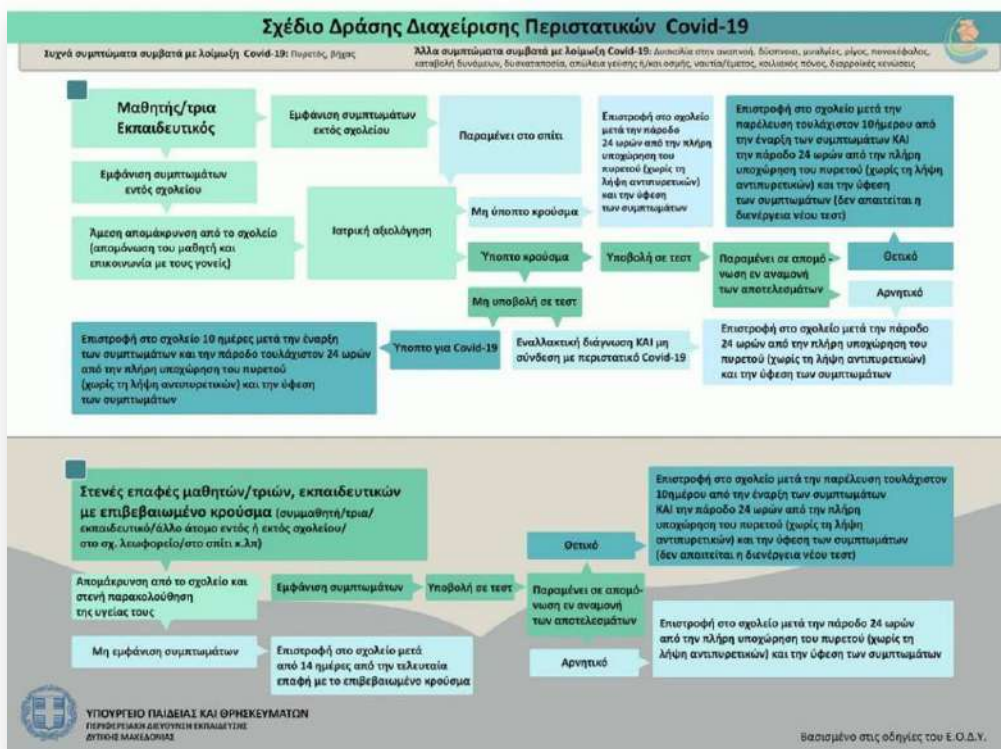 Σχέδιο Δράσης Διαχείρισης Περιστατικών Covid-19
Συχνά συμπτώματα συμβατά με λοίμωξη Covid-19: Πυρετός, βήχας
Άλλα συμπτώματα συμβατά με λοίμωξη Covid-19: Δυσκολία στην αναπνοή, δύσπνοια, μυαλγίες, ρίγος, πονοκέφαλος,
καταβολή δυνάμεων, δυσκαταποσία, απώλεια γεύσης ή/και οσμής, ναυτία/έμετος, κοιλιακός πόνος, διαρροϊκές κενώσεις
Μαθητής/τρια
Εκπαιδευτικός
Εμφάνιση συμπτωμάτων
εκτός σχολείου
Παραμένει στο σπίτι
Επιστροφή στο σχολείο
μετά την πάροδο
24 ωρών από την πλήρη
υποχώρηση του
πυρετού (χωρίς τη
λήψη αντιπυρετικών)
και την ύφεση
των συμπτωμάτων
Επιστροφή στο σχολείο μετά την
παρέλευση τουλάχιστον 10ήμερου από
την έναρξη των συμπτωμάτων ΚΑΙ
την πάροδο 24 ωρών από την πλήρη
υποχώρηση του πυρετού (χωρίς τη λήψη
αντιπυρετικών) και την ύφεση των
συμπτωμάτων (δεν απαιτείται η
διενέργεια νέου τεστ)
Εμφάνιση συμπτωμάτων
εντός σχολείου
Άμεση απομάκρυνση από το σχολείο
(απομόνωση του μαθητή και
επικοινωνία με τους γονείς)
Ιατρική αξιολόγηση
Μη ύποπτο κρούσμα
Ύποπτο κρούσμα
Υποβολή σε τεστ
Παραμένει σε απομό-
νωση εν αναμονή
των αποτελεσμάτων
Θετικό
Αρνητικό
Μη υποβολή σε τεστ
Επιστροφή στο σχολείο 10 ημέρες μετά την έναρξη
των συμπτωμάτων και την πάροδο τουλάχιστον 24 ωρών
από την πλήρη υποχώρηση του πυρετού
(χωρίς τη λήψη αντιπυρετικών) και την ύφεση
των συμπτωμάτων
Ύποπτο για Covid-19
Εναλλακτική διάγνωση ΚΑΙ μη
σύνδεση με περιστατικό Covid-19
Επιστροφή στο σχολείο μετά την πάροδο
24 ωρών από την πλήρη υποχώρηση του
πυρετού (χωρίς τη λήψη αντιπυρετικών)
και την ύφεση των συμπτωμάτων
Στενές επαφές μαθητών/τριών, εκπαιδευτικών
με επιβεβαιωμένο κρούσμα (συμμαθητή/τρια/
εκπαιδευτικό/άλλο άτομο εντός ή εκτός σχολείου/
στο σχ. λεωφορείο/στο σπίτι κ.λπ)
Επιστροφή στο σχολείο μετά την παρέλευση τουλάχιστον
10ημέρου από την έναρξη των συμπτωμάτων
ΚΑΙ την πάροδο 24 ωρών από την πλήρη
υποχώρηση του πυρετού (χωρίς τη λήψη
αντιπυρετικών) και την ύφεση των συμπτωμάτων
(δεν απαιτείται η διενέργεια νέου τεστ)
Θετικό
Απομάκρυνση από το σχολείο και
στενή παρακολούθηση
της υγείας τους
Εμφάνιση συμπτωμάτων
Υποβολή σε τεστ
Παραμένει σε απομό-
νωση εν αναμονή
των αποτελεσμάτων
Επιστροφή στο σχολείο μετά την πάροδο 24 ωρών
από την πλήρη υποχώρηση του πυρετού (χωρίς τη
λήψη αντιπυρετικών) και την ύφεση των συμπτωμάτων
Μη εμφάνιση συμπτωμάτων
Επιστροφή στο σχολείο μετά
από 14 ημέρες από την τελευταία
επαφή με το επιβεβαιωμένο κρούσμα
Αρνητικό
ΥΠΟΥΡΓΕΙΟ ΠΑΙΔΕΙΑΣ ΚΑΙ ΘΡΗΣΚΕΥΜΑΤΩΝ
ΠΕΡΙΦΕΡΕΙΑΚΗ ΔΙΕΥΘΥΝΣΗ ΕΚΠΑΙΔΕΥΣΗΣ
ΔΥΤΙΚΗΣ ΜΑΚΕΔΟΝΙΑΣ
Βασισμένο στις οδηγίες του Ε.Ο.Δ.Υ.